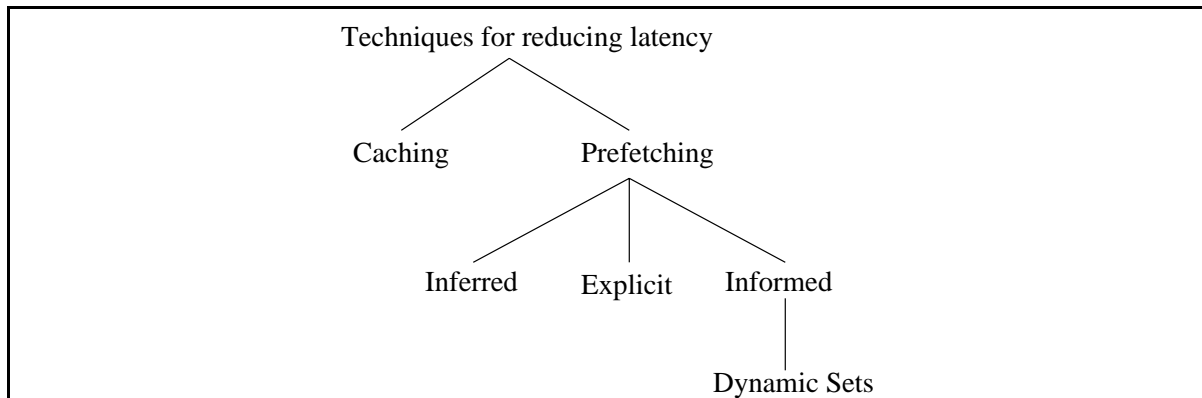 Techniques for reducing latency
Caching Prefetching
Inferred Explicit Informed
Dynamic Sets